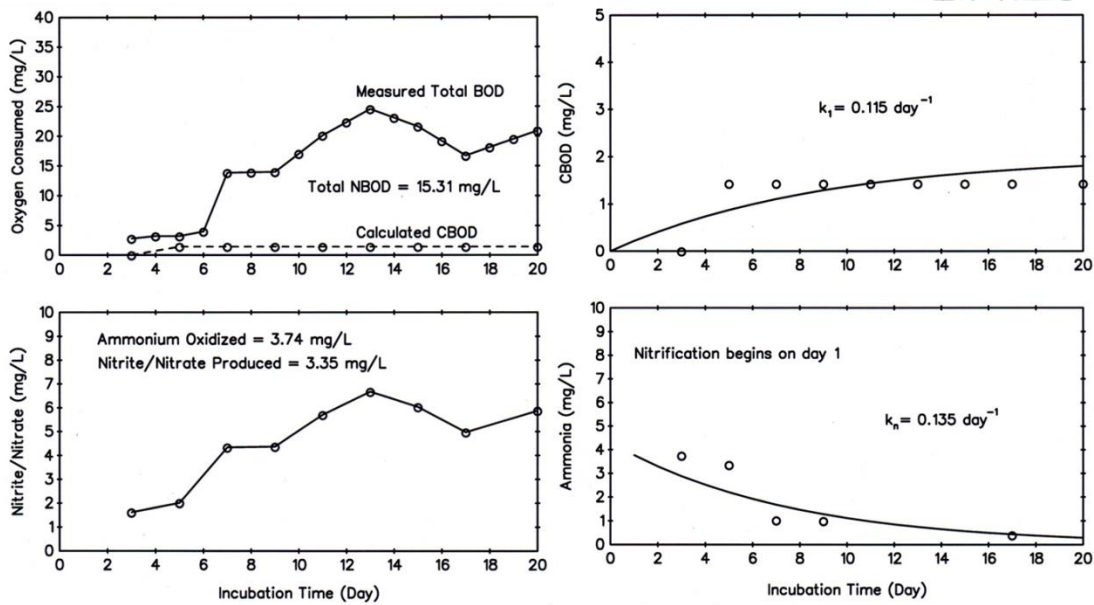 Oxygen Consumed (mg/L)
40
35
30
25
20
15
10
5
0
Measured Total BOD
Total NBOD = 15.31 mg/L
Calculated CBOD
0 2 4 6 8 10 12 14 16 18 20
CBOD (mg/L)
5
4
3
2
1
0
k₁ = 0.115 day⁻¹
0 2 4 6 8 10 12 14 16 18 20
Nitrite/Nitrate (mg/L)
10
9
8
7
6
5
4
3
2
1
0
Ammonium Oxidized = 3.74 mg/L
Nitrite/Nitrate Produced = 3.35 mg/L
0 2 4 6 8 10 12 14 16 18 20
Incubation Time (Day)
Ammonia (mg/L)
10
9
8
7
6
5
4
3
2
1
0
Nitrification begins on day 1
kₙ = 0.135 day⁻¹
0 2 4 6 8 10 12 14 16 18 20
Incubation Time (Day)